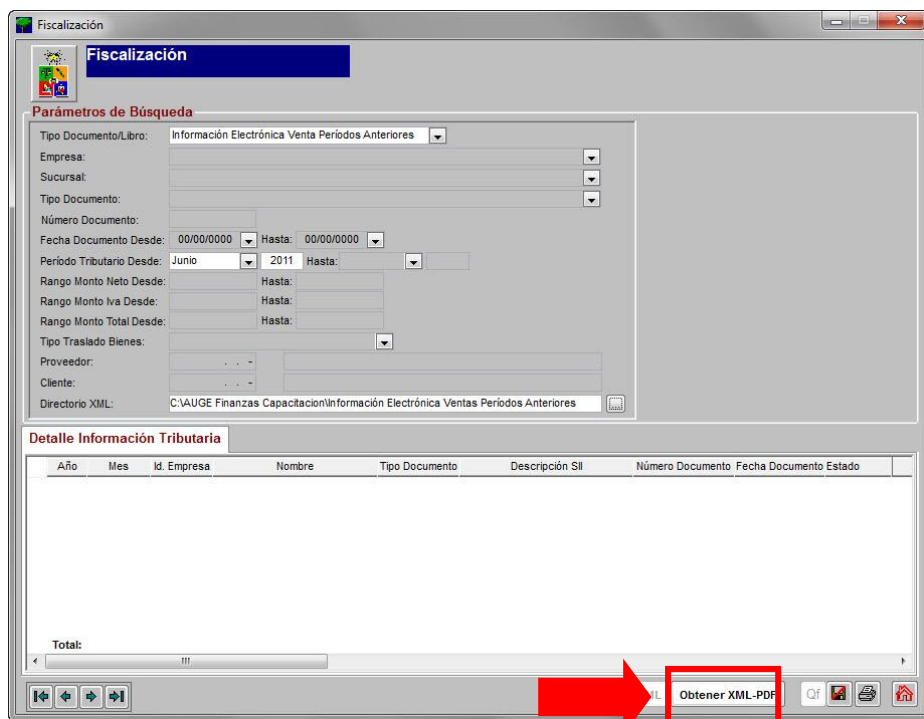 Fiscalización
Fiscalización
Parámetros de Búsqueda
Tipo Documento/Libro: Información Electrónica Venta Períodos Anteriores
Empresa:
Sucursal:
Tipo Documento:
Número Documento:
Fecha Documento Desde: 00/00/0000 Hasta: 00/00/0000
Período Tributario Desde: Junio 2011 Hasta:
Rango Monto Neto Desde: Hasta:
Rango Monto Iva Desde: Hasta:
Rango Monto Total Desde: Hasta:
Tipo Traslado Bienes:
Proveedor: . . -
Cliente: . . -
Directorio XML: C:\AUGE Finanzas Capacitacion\Información Electrónica Ventas Períodos Anteriores
Detalle Información Tributaria
Año Mes Id. Empresa Nombre Tipo Documento Descripción SII Número Documento Fecha Documento Estado
Total:
Obtener XML-PDF Qf